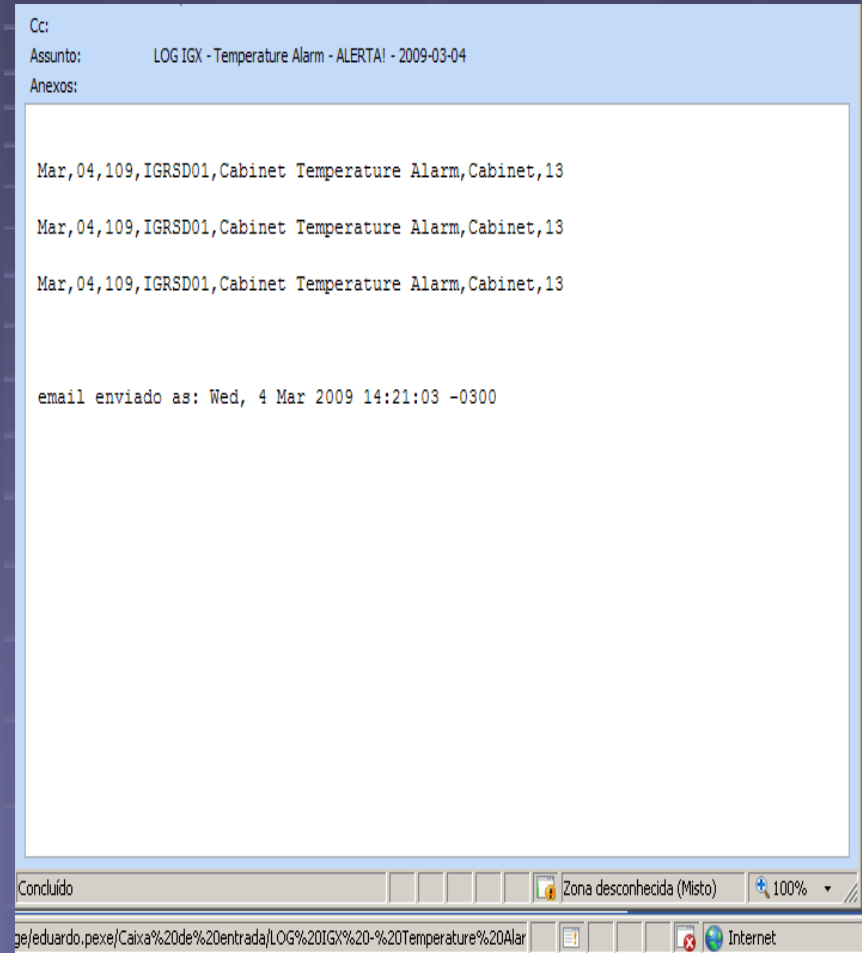 Cc:
Assunto: LOG IGX - Temperature Alarm - ALERTA! - 2009-03-04
Anexos:
Mar,04,109,IGRSD01,Cabinet Temperature Alarm,Cabinet,13
Mar,04,109,IGRSD01,Cabinet Temperature Alarm,Cabinet,13
Mar,04,109,IGRSD01,Cabinet Temperature Alarm,Cabinet,13
email enviado as: Wed, 4 Mar 2009 14:21:03 -0300
Concluído Zona desconhecida (Misto) 100%
ge/eduardo.pexe/Caixa%20de%20entrada/LOG%20IGX%20-%20Temperature%20Alar Internet